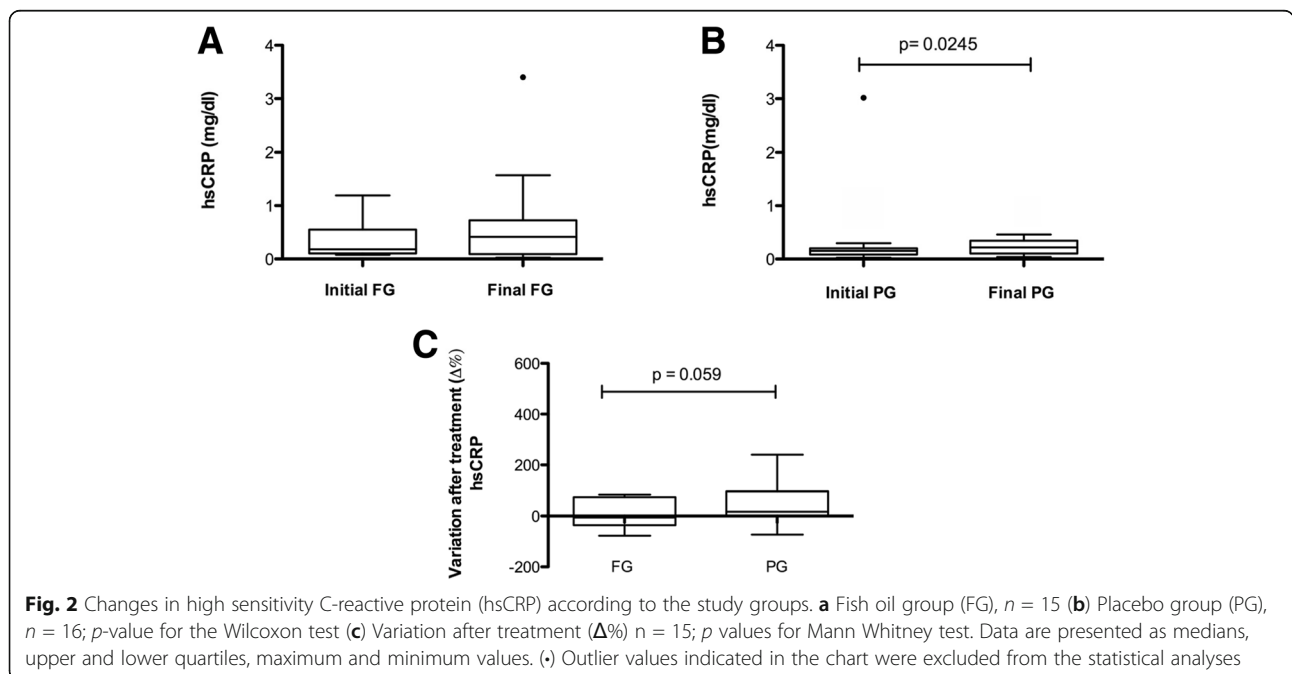 A
B
p= 0.0245
hsCRP (mg/dl)
4
3
2
1
0
Initial FG
Final FG
hsCRP(mg/dl)
4
3
2
1
0
Initial PG
Final PG
C
Variation after treatment (Δ%)
hsCRP
600
400
200
0
-200
p = 0.059
FG
PG
Fig. 2 Changes in high sensitivity C-reactive protein (hsCRP) according to the study groups. a Fish oil group (FG), n = 15 (b) Placebo group (PG),
n = 16; p-value for the Wilcoxon test (c) Variation after treatment (Δ%) n = 15; p values for Mann Whitney test. Data are presented as medians,
upper and lower quartiles, maximum and minimum values. (•) Outlier values indicated in the chart were excluded from the statistical analyses